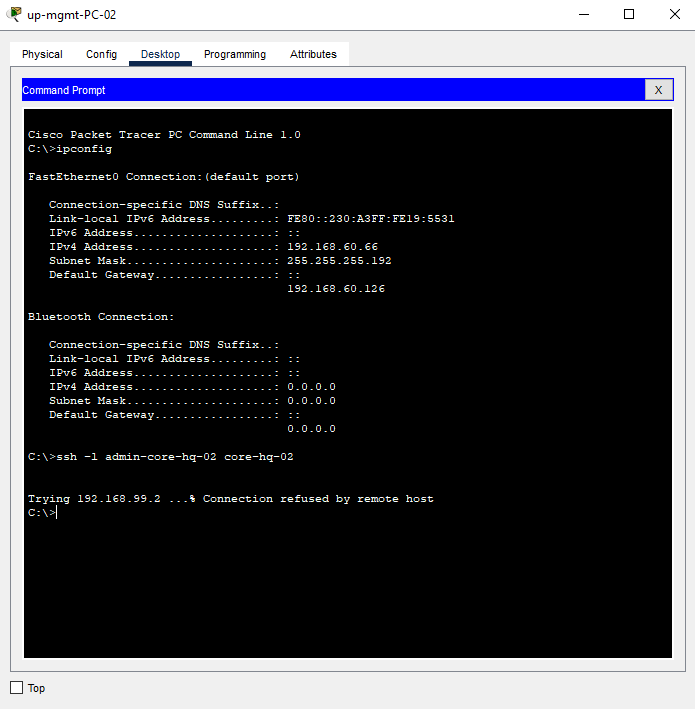 up-mgmt-PC-02
Physical Config Desktop Programming Attributes
Command Prompt X
Cisco Packet Tracer PC Command Line 1.0
C:\>ipconfig
FastEthernet0 Connection:(default port)
Connection-specific DNS Suffix..:
Link-local IPv6 Address.........: FE80::230:A3FF:FE19:5531
IPv6 Address....................: ::
IPv4 Address....................: 192.168.60.66
Subnet Mask.....................: 255.255.255.192
Default Gateway.................: ::
192.168.60.126
Bluetooth Connection:
Connection-specific DNS Suffix..:
Link-local IPv6 Address.........: ::
IPv6 Address....................: ::
IPv4 Address....................: 0.0.0.0
Subnet Mask.....................: 0.0.0.0
Default Gateway.................: ::
0.0.0.0
C:\>ssh -l admin-core-hq-02 core-hq-02
Trying 192.168.99.2 ...% Connection refused by remote host
C:\>
Top